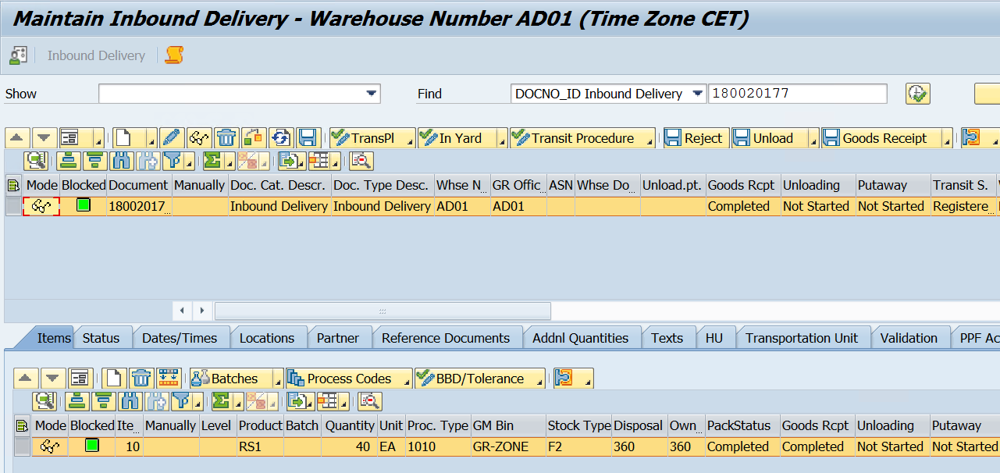 Maintain Inbound Delivery - Warehouse Number AD01 (Time Zone CET)
Inbound Delivery
Show Find DOCNO_ID Inbound Delivery 180020177
TransPl In Yard Transit Procedure Reject Unload Goods Receipt
Mode Blocked Document Manually Doc. Cat. Descr. Doc. Type Desc. Whse N... GR Offic... ASN Whse Do... Unload.pt. Goods Rcpt Unloading Putaway Transit S.
18002017... Inbound Delivery Inbound Delivery AD01 AD01 Completed Not Started Not Started Registere...
Items Status Dates/Times Locations Partner Reference Documents Addnl Quantities Texts HU Transportation Unit Validation PPF Ac
Batches Process Codes BBD/Tolerance
Mode Blocked Ite... Manually Level Product Batch Quantity Unit Proc. Type GM Bin Stock Type Disposal Own... PackStatus Goods Rcpt Unloading Putaway
10 RS1 40 EA 1010 GR-ZONE F2 360 360 Completed Completed Not Started Not Started